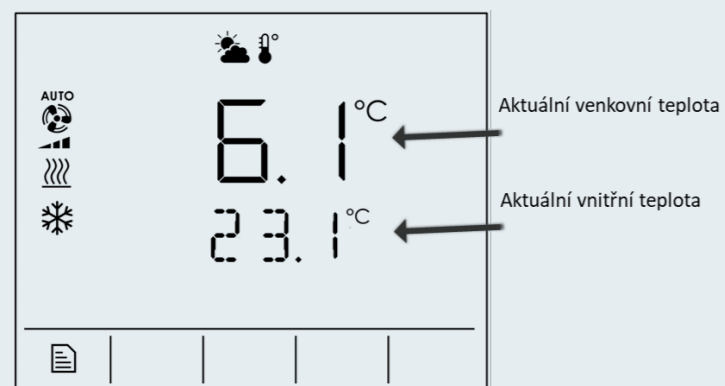 AUTO
6.1°C
Aktuální venkovní teplota
23.1°C
Aktuální vnitřní teplota